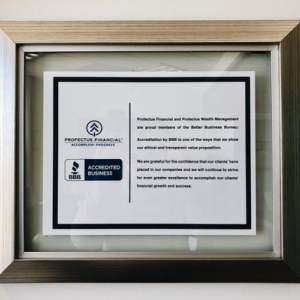 PROFECTUS FINANCIAL
ACCOMPLISH PROGRESS
BBB
ACCREDITED
BUSINESS
Profectus Financial and Profectus Wealth Management
are proud members of the Better Business Bureau.
Accreditation by BBB is one of the ways that we show
our ethical and transparent value proposition.
We are grateful for the confidence that our clients' have
placed in our companies and we will continue to strive
for even greater excellence to accomplish our clients'
financial growth and success.